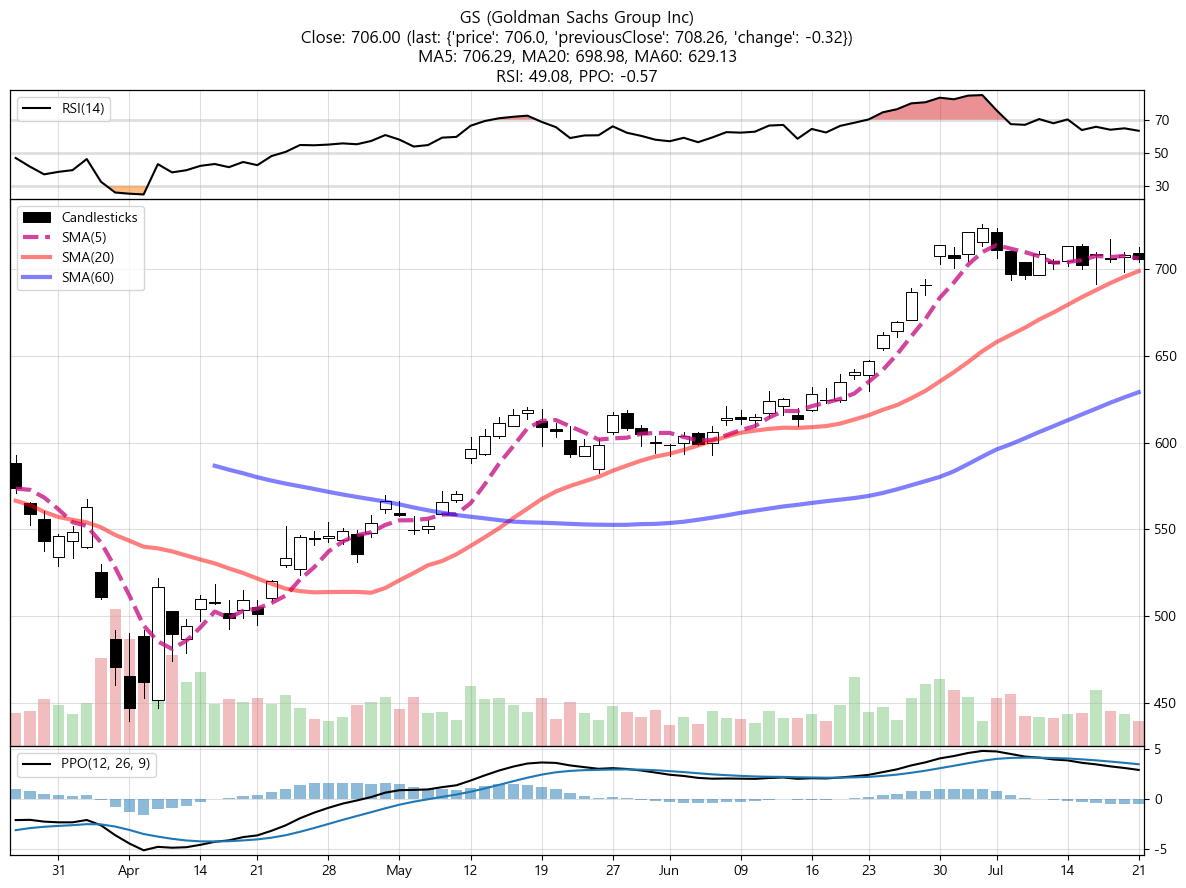 GS (Goldman Sachs Group Inc)
Close: 706.00 (last: {'price': 706.0, 'previousClose': 708.26, 'change': -0.32})
MA5: 706.29, MA20: 698.98, MA60: 629.13
RSI: 49.08, PPO: -0.57
RSI(14)
70
50
30
Candlesticks
SMA(5)
SMA(20)
SMA(60)
700
650
600
550
500
450
PPO(12, 26, 9)
5
0
-5
31 Apr 14 21 28 May 12 19 27 Jun 09 16 23 30 Jul 14 21